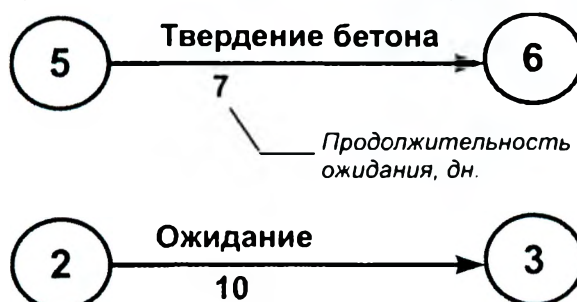 5 Твердение бетона 6
7
Продолжительность
ожидания, дн.
2 Ожидание 3
10